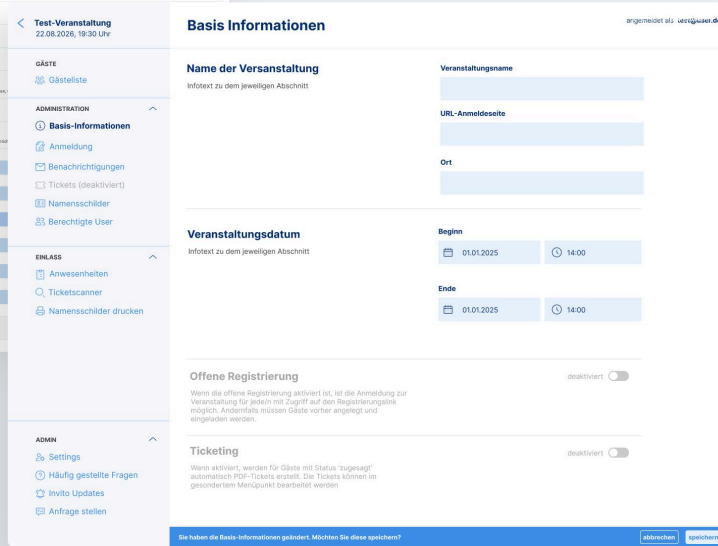 Test-Veranstaltung
22.08.2026, 19:30 Uhr
GÄSTE
Gästeliste
ADMINISTRATION
Basis-Informationen
Anmeldung
Benachrichtigungen
Tickets (deaktiviert)
Namensschilder
Berechtigte User
EINLASS
Anwesenheiten
Ticketscanner
Namensschilder drucken
ADMIN
Settings
Häufig gestellte Fragen
Invito Updates
Anfrage stellen
Basis Informationen
angemeldet als test@user.de
Name der Versanstaltung
Infotext zu dem jeweiligen Abschnitt
Veranstaltungsname
URL-Anmeldeseite
Ort
Veranstaltungsdatum
Infotext zu dem jeweiligen Abschnitt
Beginn
01.01.2025 14:00
Ende
01.01.2025 14:00
Offene Registrierung
deaktiviert
Wenn die offene Registrierung aktiviert ist, ist die Anmeldung zur
Veranstaltung für jede/n mit Zugriff auf den Registrierungslink
möglich. Andernfalls müssen Gäste vorher angelegt und
eingeladen werden.
Ticketing
deaktiviert
Wenn aktiviert, werden für Gäste mit Status 'zugesagt'
automatisch PDF-Tickets erstellt. Die Tickets können im
gesondertem Menüpunkt bearbeitet werden
Sie haben die Basis-Informationen geändert. Möchten Sie diese speichern?
abbrechen
speichern